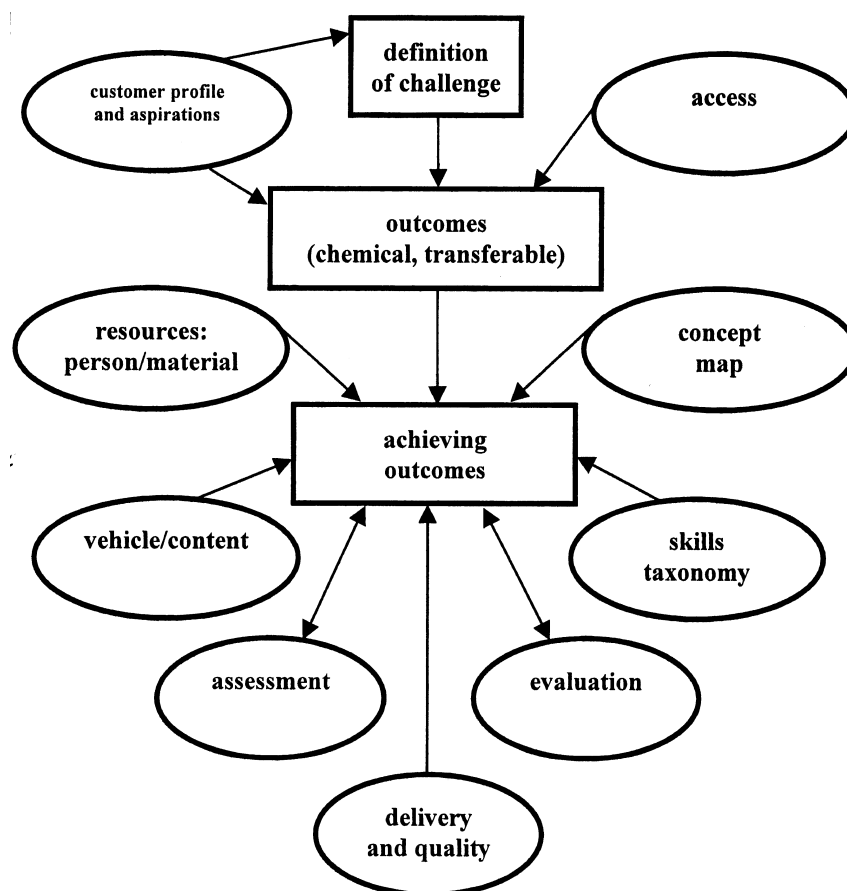 definition
of challenge
customer profile
and aspirations
access
outcomes
(chemical, transferable)
resources:
person/material
concept
map
achieving
outcomes
vehicle/content
skills
taxonomy
assessment
evaluation
delivery
and quality